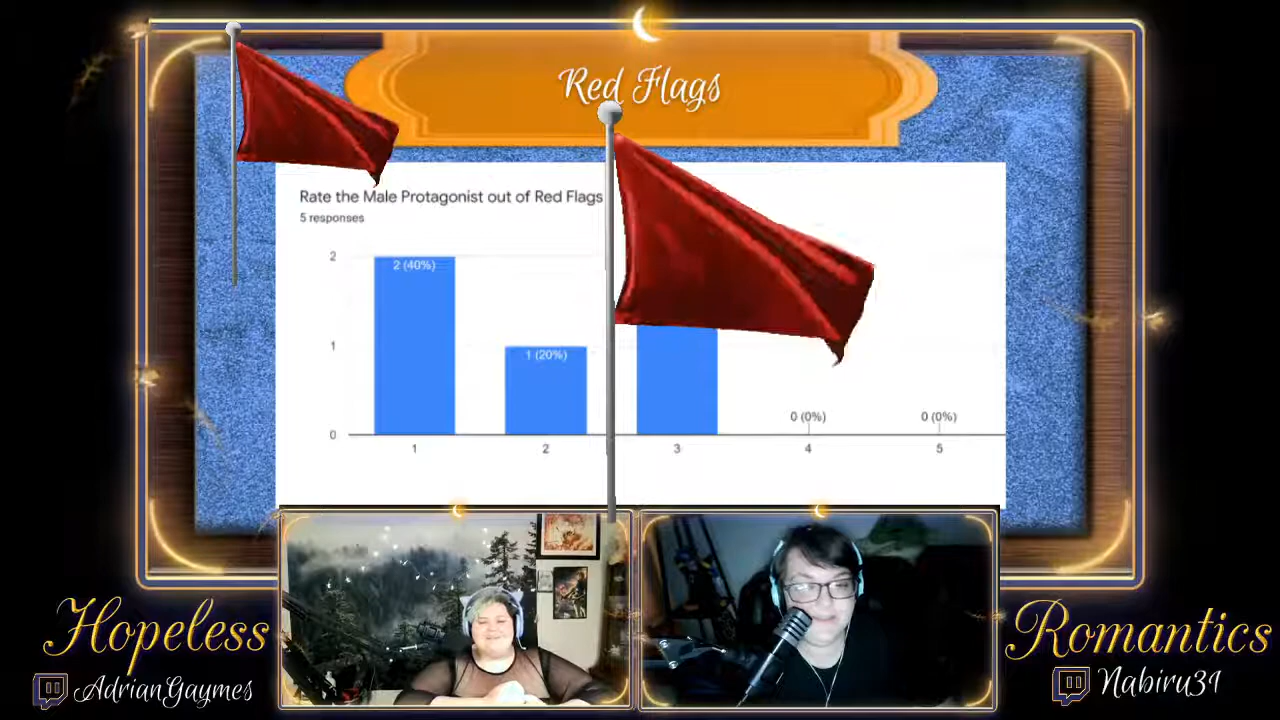 Red Flags
Rate the Male Protagonist out of Red Flags
5 responses
2
2 (40%)
1
1 (20%)
0 (0%)
0 (0%)
0
1
2
3
4
5
Hopeless
Romantics
AdrianGaymes
Nabiru31